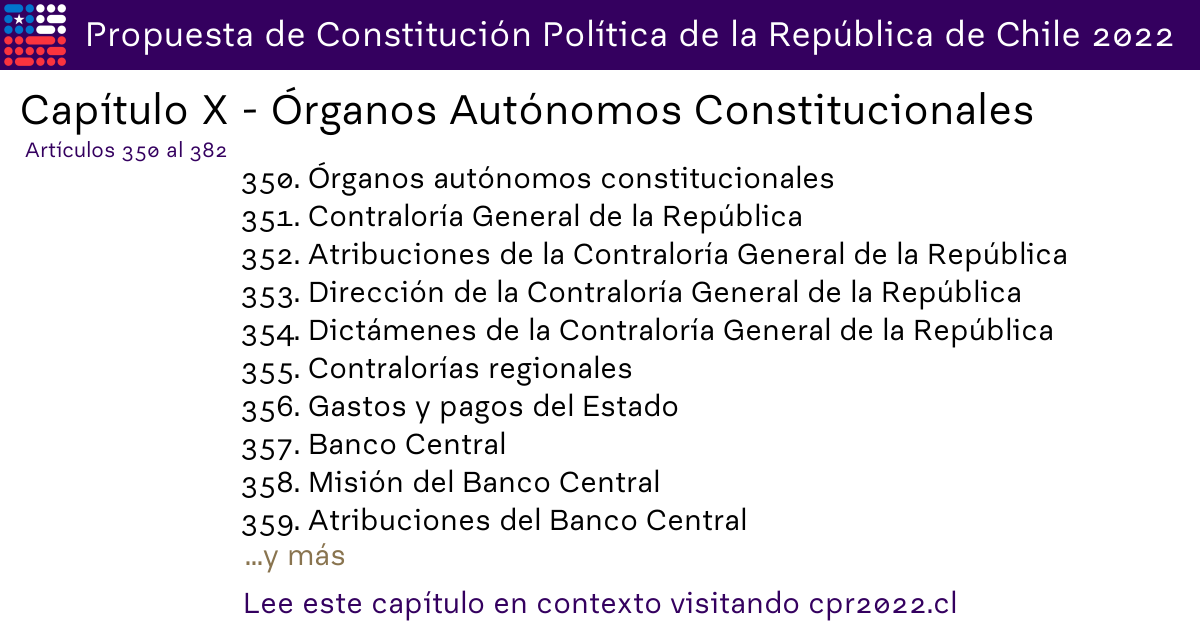 Propuesta de Constitución Política de la República de Chile 2022
Capítulo X - Órganos Autónomos Constitucionales
Artículos 350 al 382
350. Órganos autónomos constitucionales
351. Contraloría General de la República
352. Atribuciones de la Contraloría General de la República
353. Dirección de la Contraloría General de la República
354. Dictámenes de la Contraloría General de la República
355. Contralorías regionales
356. Gastos y pagos del Estado
357. Banco Central
358. Misión del Banco Central
359. Atribuciones del Banco Central
...y más
Lee este capítulo en contexto visitando cpr2022.cl